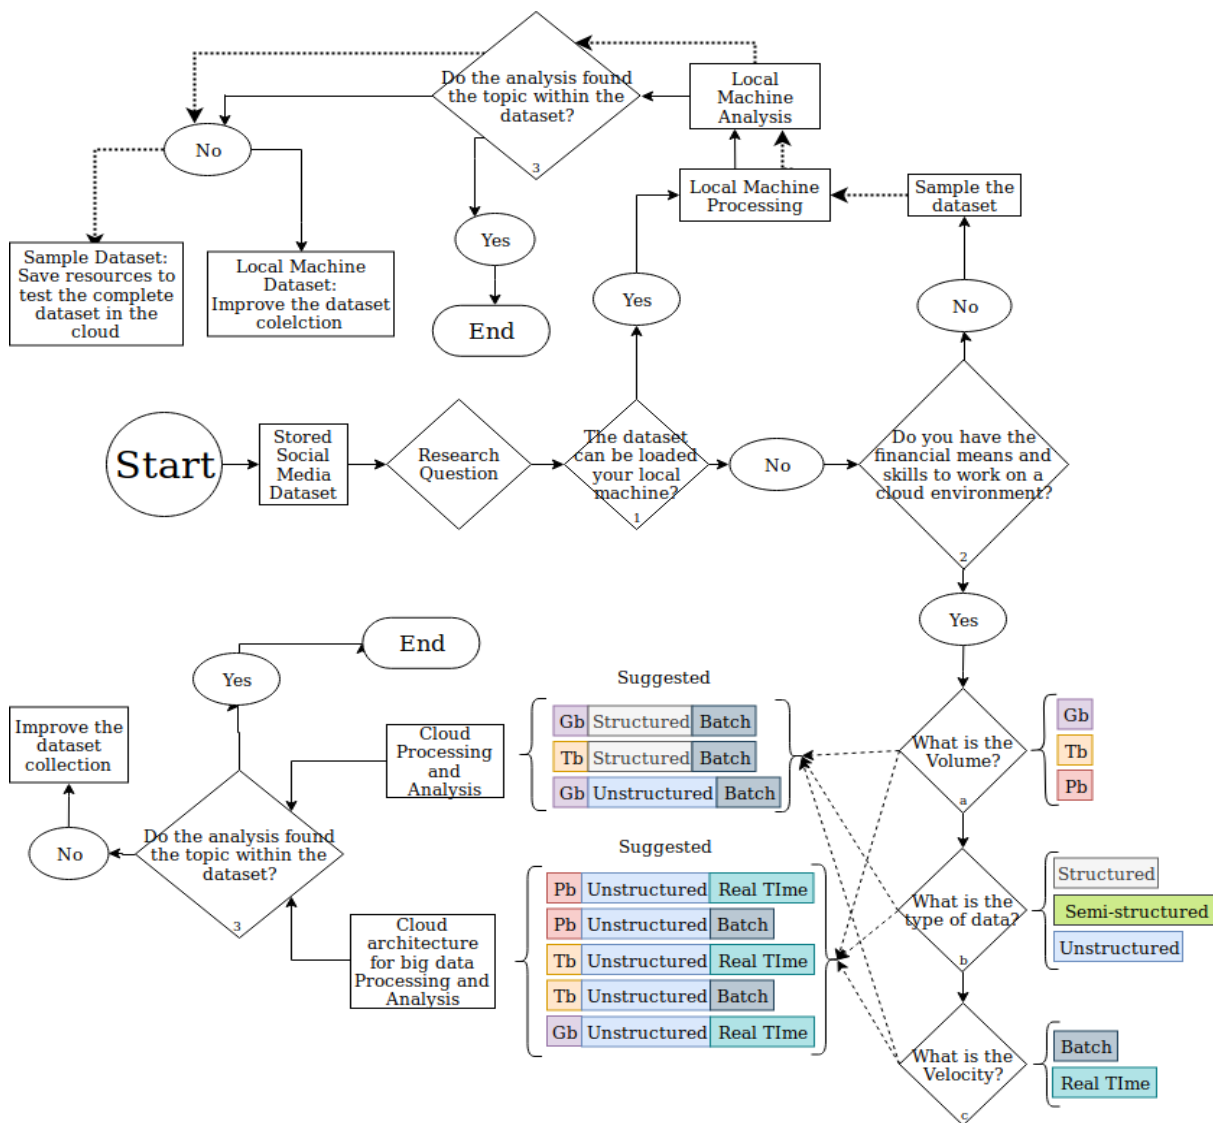 Do the analysis found
the topic within the
dataset?
3
Local
Machine
Analysis
No
Local Machine
Processing
Sample the
dataset
Sample Dataset:
Save resources to
test the complete
dataset in the
cloud
Local Machine
Dataset:
Improve the dataset
colelction
Yes
End
Yes
No
Start
Stored
Social
Media
Dataset
Research
Question
The dataset
can be loaded
your local
machine?
1
No
Do you have the
financial means and
skills to work on a
cloud environment?
2
Yes
End
Yes
Improve the
dataset
collection
No
Do the analysis found
the topic within the
dataset?
3
Cloud
Processing
and
Analysis
Suggested
Gb Structured Batch
Tb Structured Batch
Gb Unstructured Batch
What is the
Volume?
a
Gb
Tb
Pb
Cloud
architecture
for big data
Processing and
Analysis
Suggested
Pb Unstructured Real TIme
Pb Unstructured Batch
Tb Unstructured Real TIme
Tb Unstructured Batch
Gb Unstructured Real TIme
What is the
type of data?
b
Structured
Semi-structured
Unstructured
What is the
Velocity?
c
Batch
Real TIme